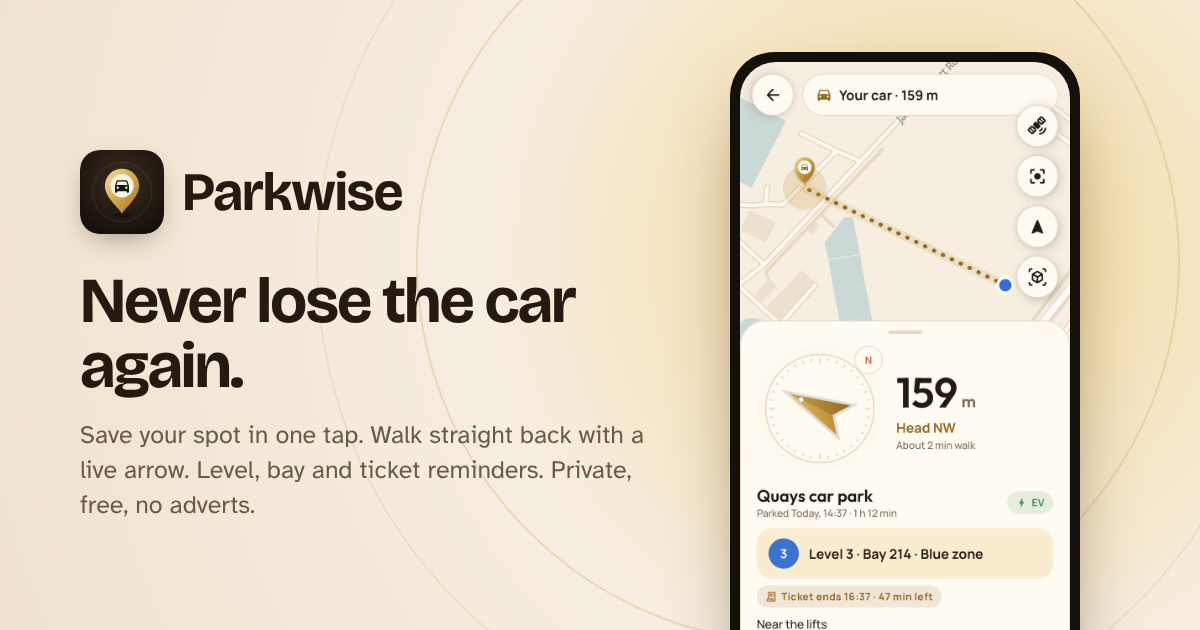 Parkwise
Never lose the car
again.
Save your spot in one tap. Walk straight back with a
live arrow. Level, bay and ticket reminders. Private,
free, no adverts.
Your car · 159 m
N
159 m
Head NW
About 2 min walk
Quays car park
EV
Parked Today, 14:37 · 1 h 12 min
3
Level 3 · Bay 214 · Blue zone
Ticket ends 16:37 · 47 min left
Near the lifts